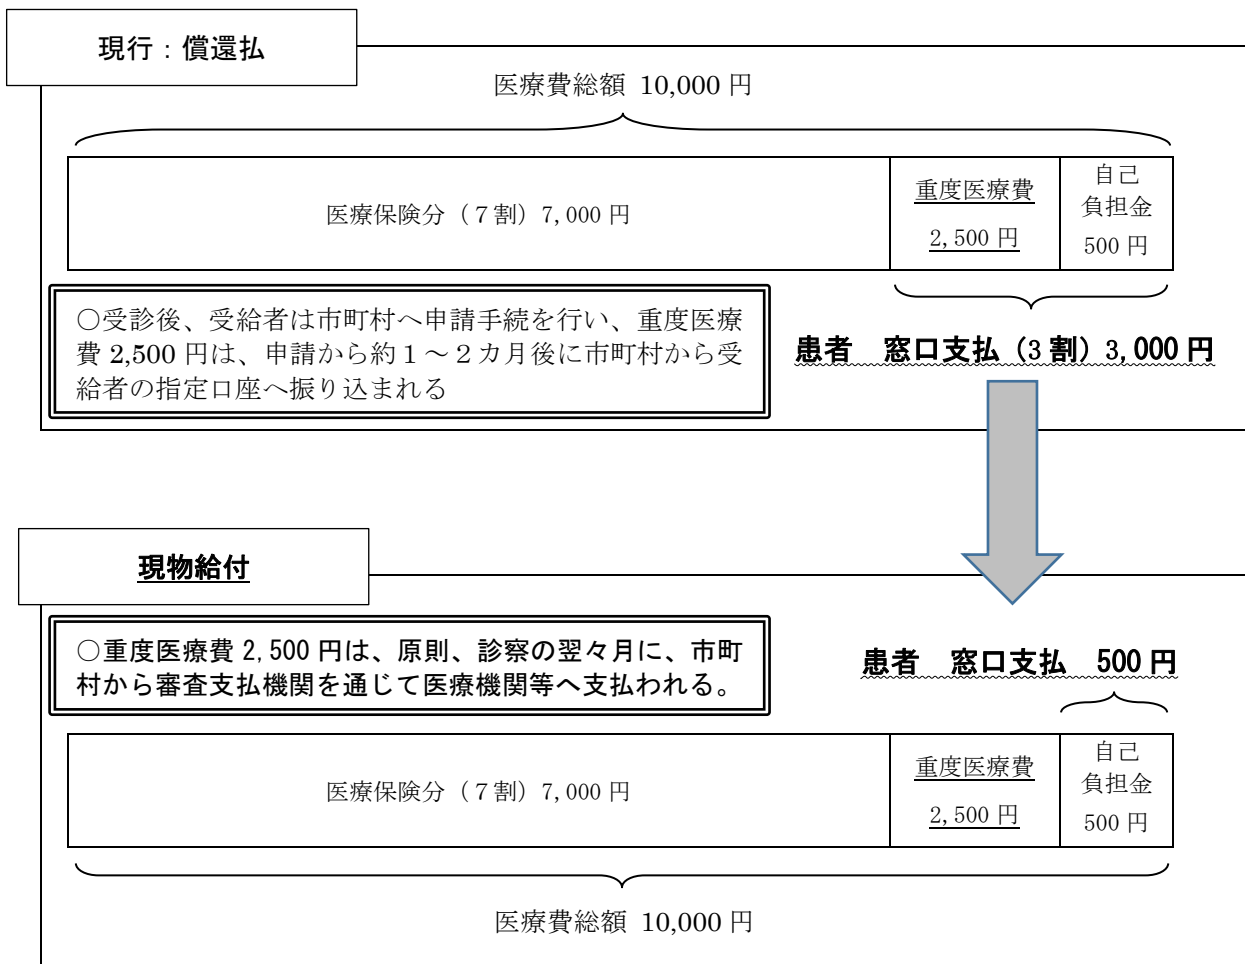 現行：償還払
医療費総額 10,000 円
医療保険分（７割）7,000 円
重度医療費
2,500 円
自己
負担金
500 円
○受診後、受給者は市町村へ申請手続を行い、重度医療
費 2,500 円は、申請から約１～２カ月後に市町村から受
給者の指定口座へ振り込まれる
患者　窓口支払（3 割）3,000 円
現物給付
○重度医療費 2,500 円は、原則、診察の翌々月に、市町
村から審査支払機関を通じて医療機関等へ支払われる。
患者　窓口支払　500 円
医療保険分（７割）7,000 円
重度医療費
2,500 円
自己
負担金
500 円
医療費総額 10,000 円